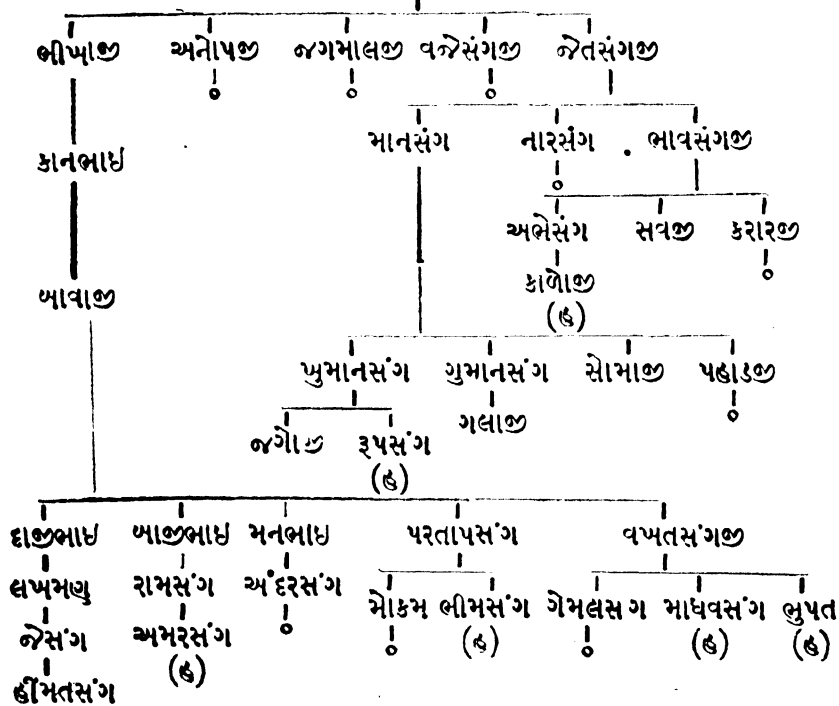 ભીખાજી અનોપજી જગમાલજી વજેસંગજી જેતસંગજી
માનસંગ નારસંગ ભાવસંગજી
કાનભાઇ
અભેસંગ સવજી કરારજી
કાળોજી
બાવાજી
(હ)
ખુમાનસંગ ગુમાનસંગ સોમાજી પહાડજી
જગોજી રૂપસંગ ગલાજી
(હ)
દાજીભાઇ બાજીભાઇ મનભાઇ પરતાપસંગ વખતસંગજી
લખમણ રામસંગ અંદરસંગ મોકમ ભીમસંગ ગેમલસગ માધવસંગ ભુપત
જેસંગ અમરસંગ (હ) (હ) (હ)
(હ)
હીંમતસંગ